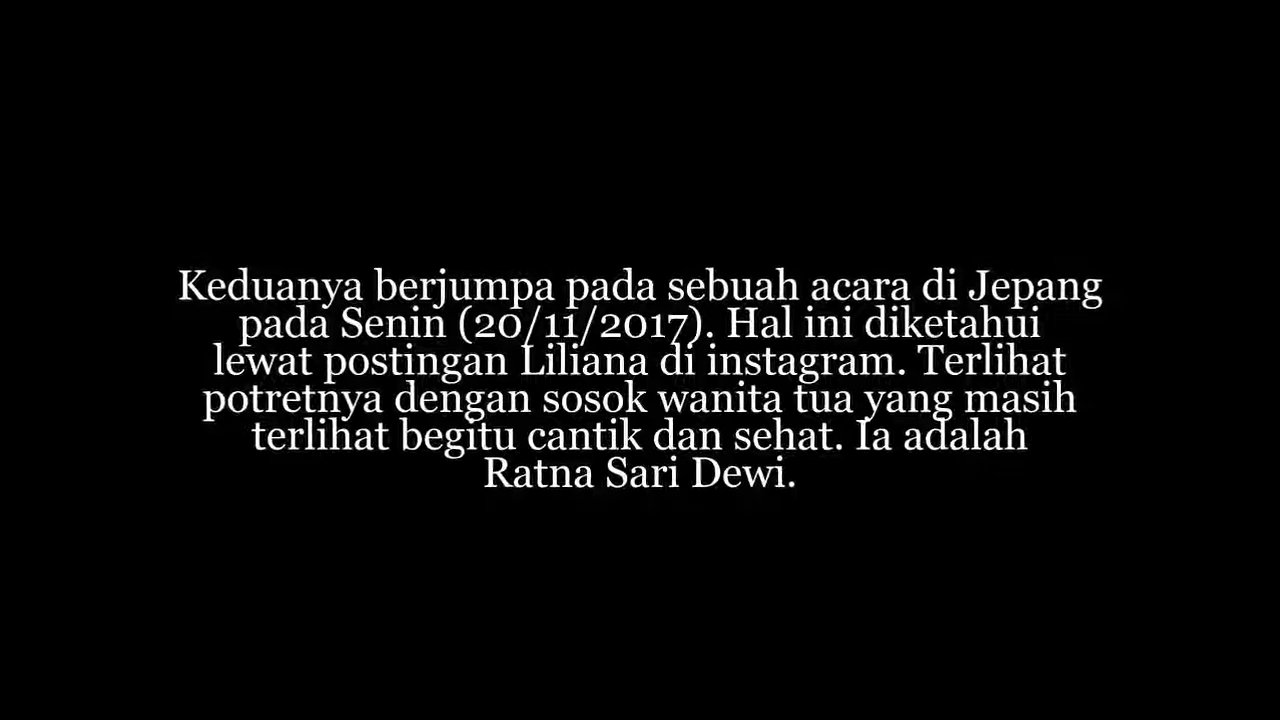 Keduanya berjumpa pada sebuah acara di Jepang
pada Senin (20/11/2017). Hal ini diketahui
lewat postingan Liliana di instagram. Terlihat
potretnya dengan sosok wanita tua yang masih
terlihat begitu cantik dan sehat. Ia adalah
Ratna Sari Dewi.